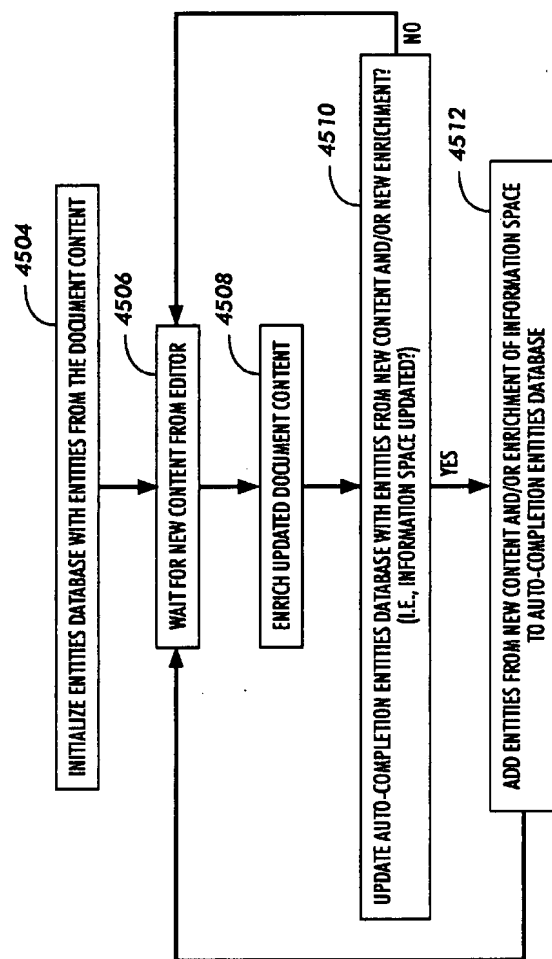 4504
INITIALIZE ENTITIES DATABASE WITH ENTITIES FROM THE DOCUMENT CONTENT
4506
WAIT FOR NEW CONTENT FROM EDITOR
4508
ENRICH UPDATED DOCUMENT CONTENT
4510
UPDATE AUTO-COMPLETION ENTITIES DATABASE WITH ENTITIES FROM NEW CONTENT AND/OR NEW ENRICHMENT?
(I.E., INFORMATION SPACE UPDATED?)
NO
YES
4512
ADD ENTITIES FROM NEW CONTENT AND/OR ENRICHMENT OF INFORMATION SPACE
TO AUTO-COMPLETION ENTITIES DATABASE